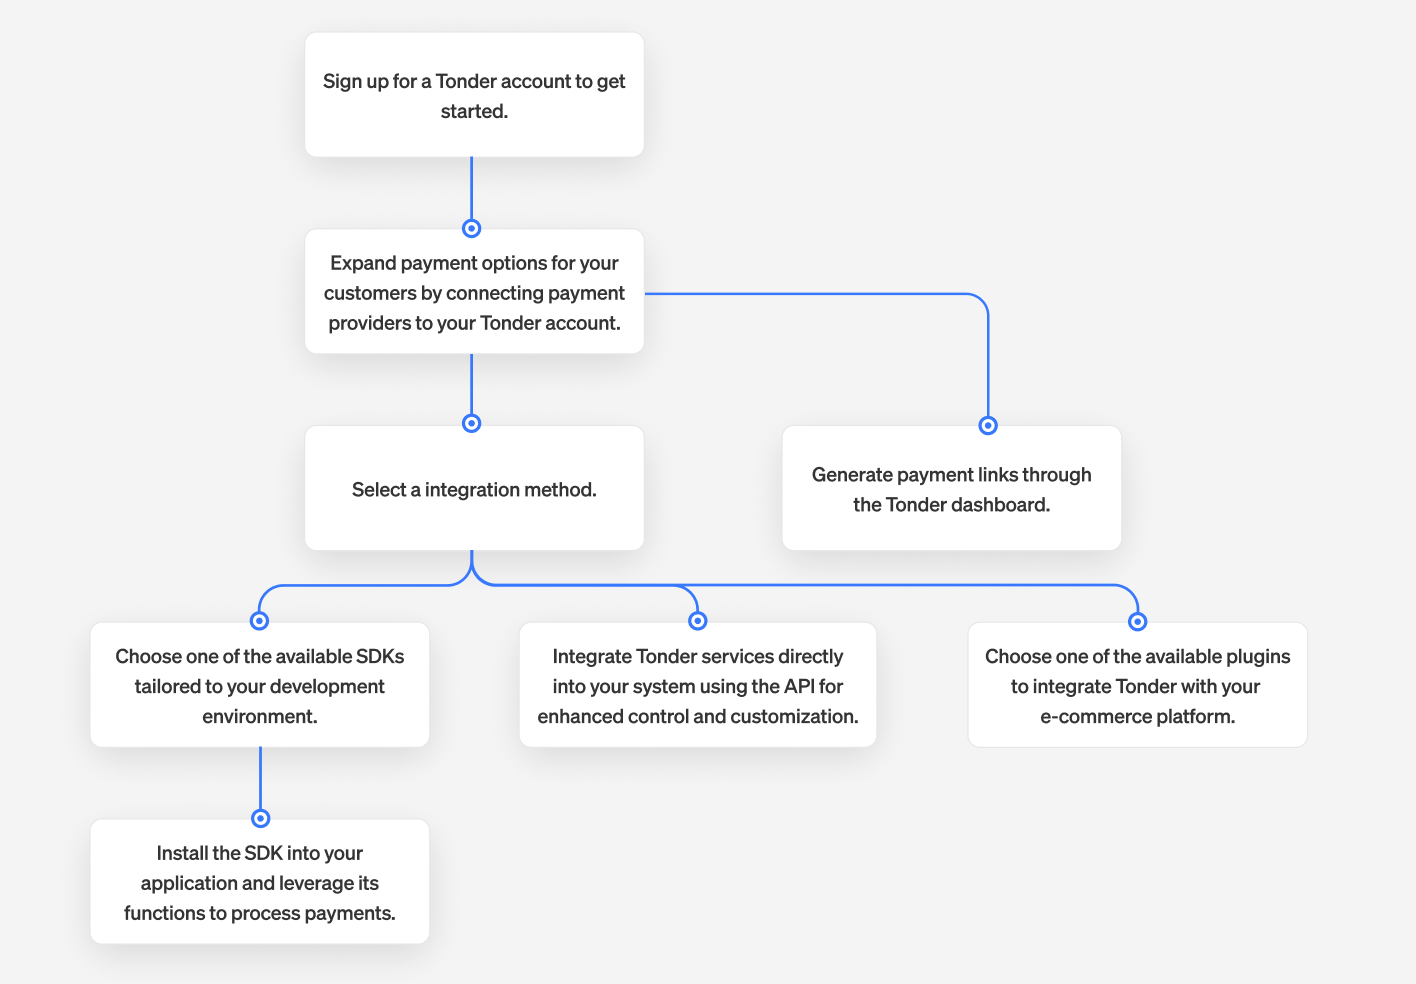 Sign up for a Tonder account to get
started.
Expand payment options for your
customers by connecting payment
providers to your Tonder account.
Select a integration method.
Generate payment links through
the Tonder dashboard.
Choose one of the available SDKs
tailored to your development
environment.
Integrate Tonder services directly
into your system using the API for
enhanced control and customization.
Choose one of the available plugins
to integrate Tonder with your
e-commerce platform.
Install the SDK into your
application and leverage its
functions to process payments.